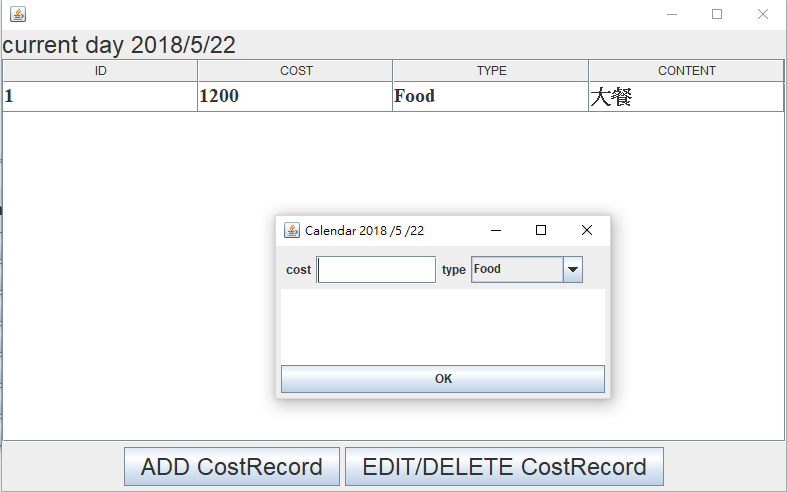 current day 2018/5/22
ID COST TYPE CONTENT
1 1200 Food 大餐
Calendar 2018 /5 /22
cost type Food
OK
ADD CostRecord EDIT/DELETE CostRecord